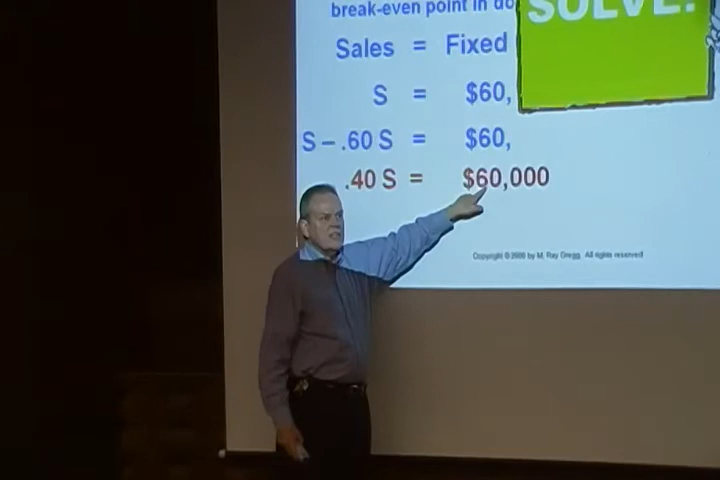 break-even point in do
SOLVE!
Sales = Fixed
S = $60,
S – .60 S = $60,
.40 S = $60,000
Copyright © 2008 by M. Ray Gregg. All rights reserved